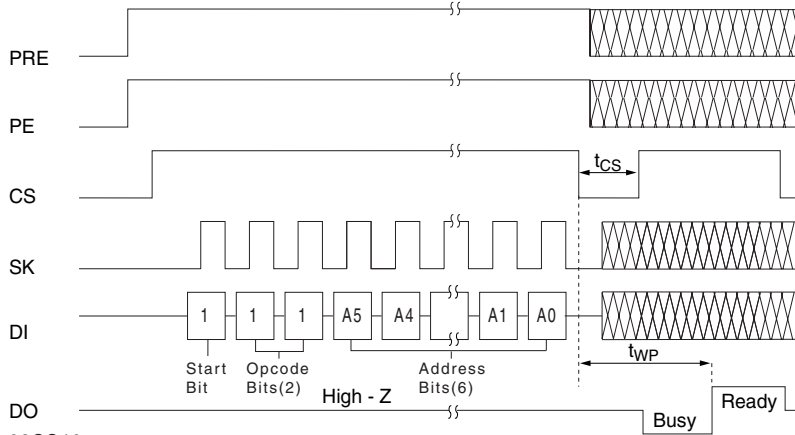 PRE
PE
CS
tCS
SK
DI
1 1 1 A5 A4 A1 A0
Start Bit
Opcode Bits(2)
Address Bits(6)
tWP
DO
High - Z
Busy
Ready